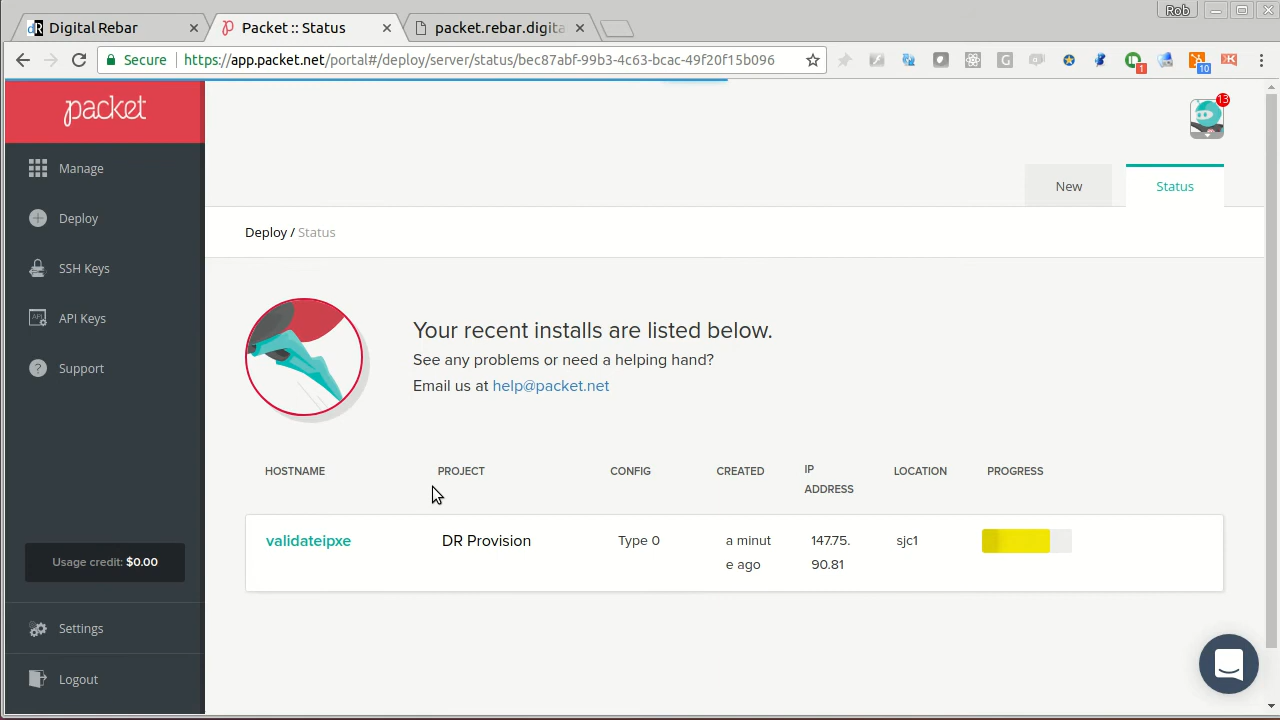 Rob
dR Digital Rebar
Packet :: Status
packet.rebar.digita
Secure
https://app.packet.net/portal#/deploy/server/status/bec87abf-99b3-4c63-bcac-49f20f15b096
1
10
packet
13
Manage
Deploy
SSH Keys
API Keys
Support
Usage credit: $0.00
Settings
Logout
New
Status
Deploy / Status
Your recent installs are listed below.
See any problems or need a helping hand?
Email us at help@packet.net
HOSTNAME PROJECT CONFIG CREATED IP ADDRESS LOCATION PROGRESS
validateipxe DR Provision Type 0 a minut 147.75. sjc1
e ago 90.81